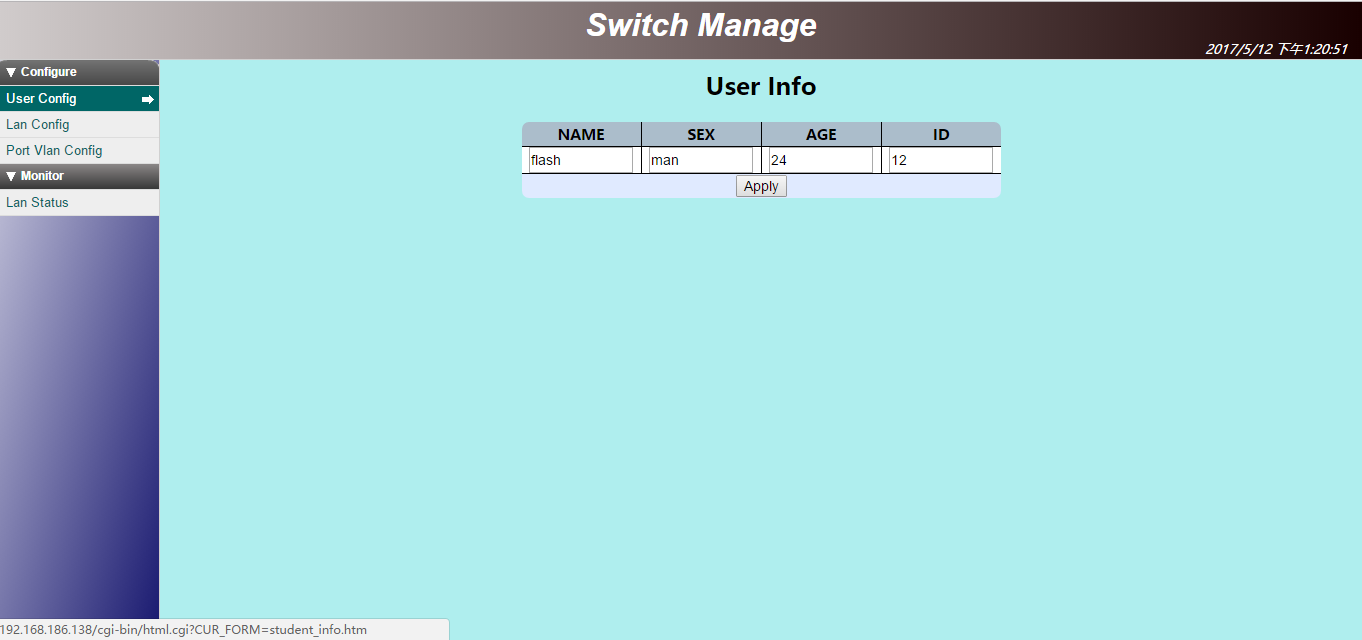 Switch Manage
2017/5/12 下午1:20:51
▼ Configure
User Config
Lan Config
Port Vlan Config
▼ Monitor
Lan Status
User Info
NAME SEX AGE ID
flash man 24 12
Apply
192.168.186.138/cgi-bin/html.cgi?CUR_FORM=student_info.htm